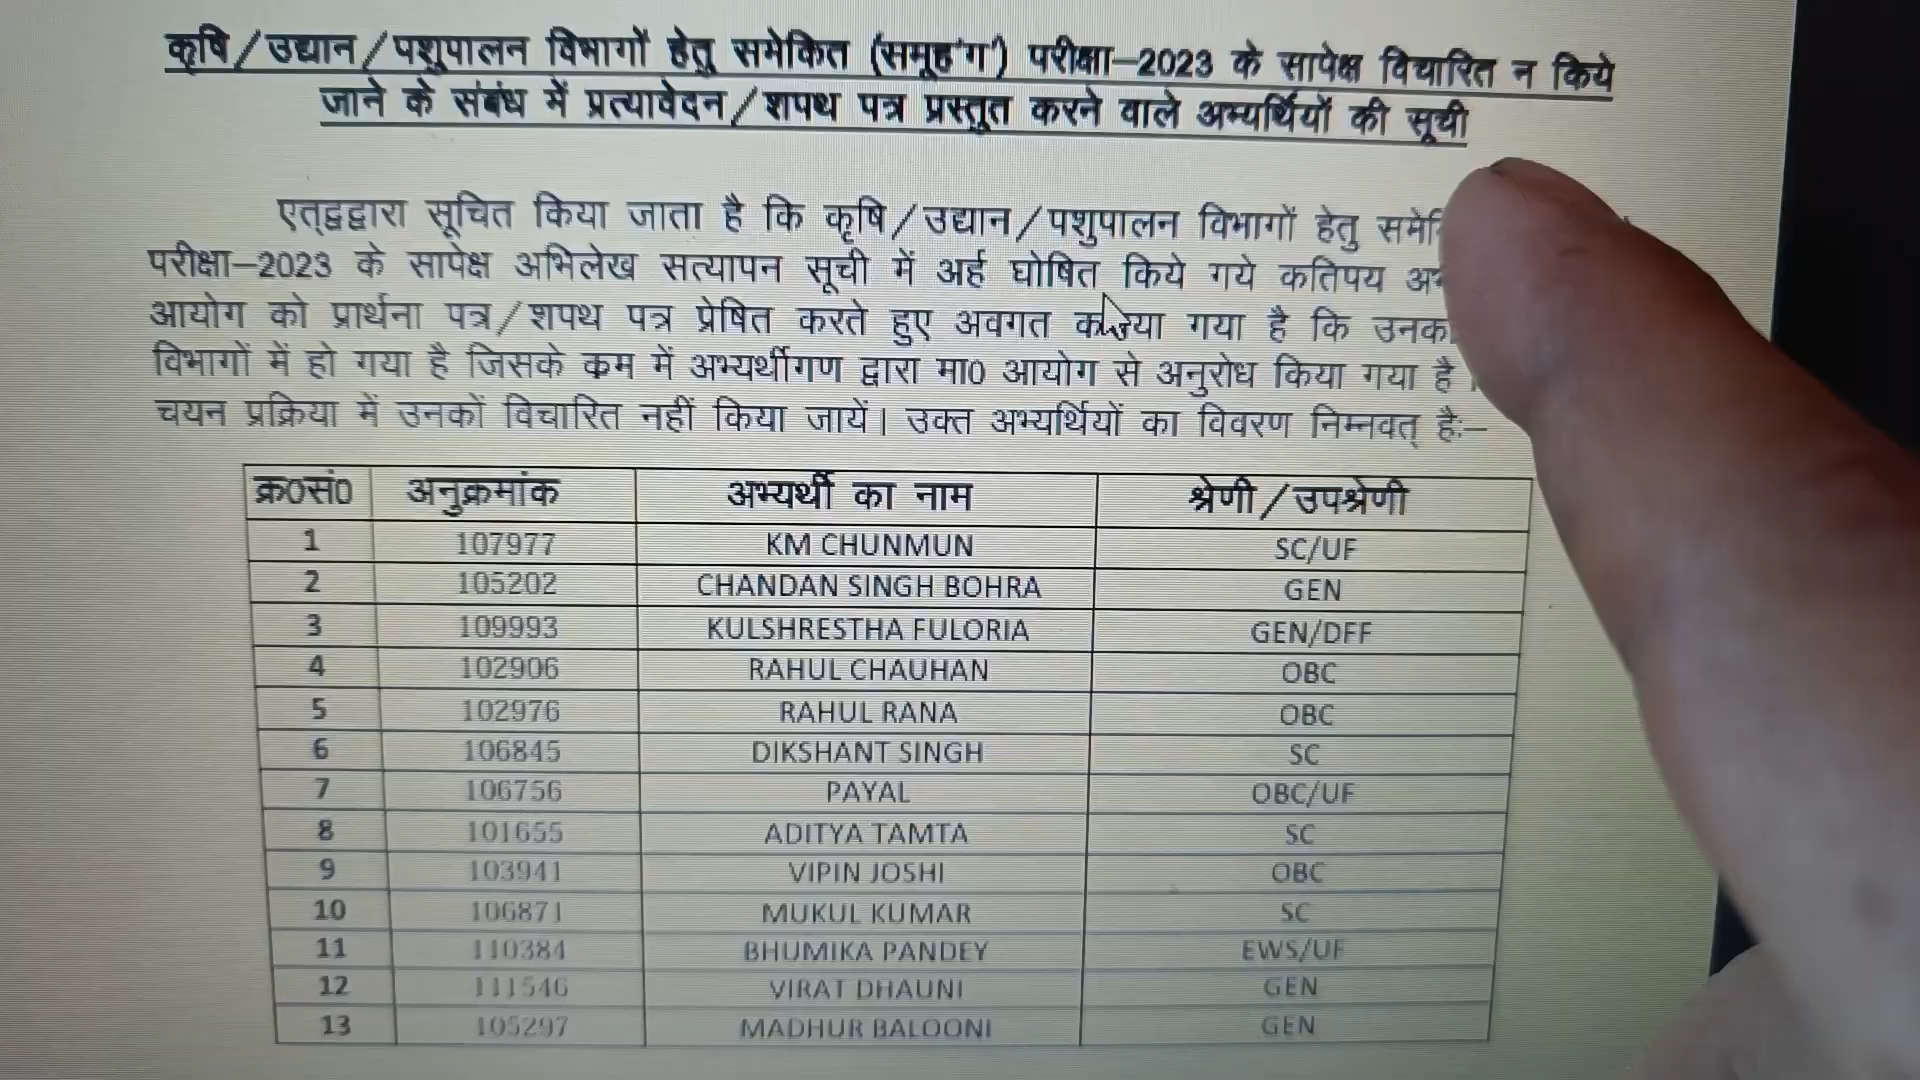 कृषि/उद्यान/पशुपालन विभागों हेतु समेकित (समूह'ग') परीक्षा–2023 के सापेक्ष विचारित न किये
जाने के संबंध में प्रत्यावेदन/शपथ पत्र प्रस्तुत करने वाले अभ्यर्थियों की सूची
एत्द्वद्वारा सूचित किया जाता है कि कृषि/उद्यान/पशुपालन विभागों हेतु
परीक्षा–2023 के सापेक्ष अभिलेख सत्यापन सूची में अर्ह घोषित किये गये कतिपय
आयोग को प्रार्थना पत्र/शपथ पत्र प्रेषित करते हुए अवगत गया है कि
विभागों में हो गया है जिसके कम में अभ्यर्थीगण द्वारा मा0 आयोग से अनुरोध किया गया है
चयन प्रक्रिया में उनकों विचारित नहीं किया जायें। उक्त अभ्यर्थियों का विवरण निम्नवत् हैः–
क्र0सं0 अनुक्रमांक अभ्यर्थी का नाम श्रेणी/उपश्रेणी
1 107977 KM CHUNMUN SC/UF
2 105202 CHANDAN SINGH BOHRA GEN
3 109993 KULSHRESTHA FULORIA GEN/DFF
4 102906 RAHUL CHAUHAN OBC
5 102976 RAHUL RANA OBC
6 106845 DIKSHANT SINGH SC
7 106756 PAYAL OBC/UF
8 101655 ADITYA TAMTA SC
9 103941 VIPIN JOSHI OBC
10 106871 MUKUL KUMAR SC
11 110384 BHUMIKA PANDEY EWS/UF
12 111546 VIRAT DHAUNI GEN
13 105297 MADHUR BALOONI GEN